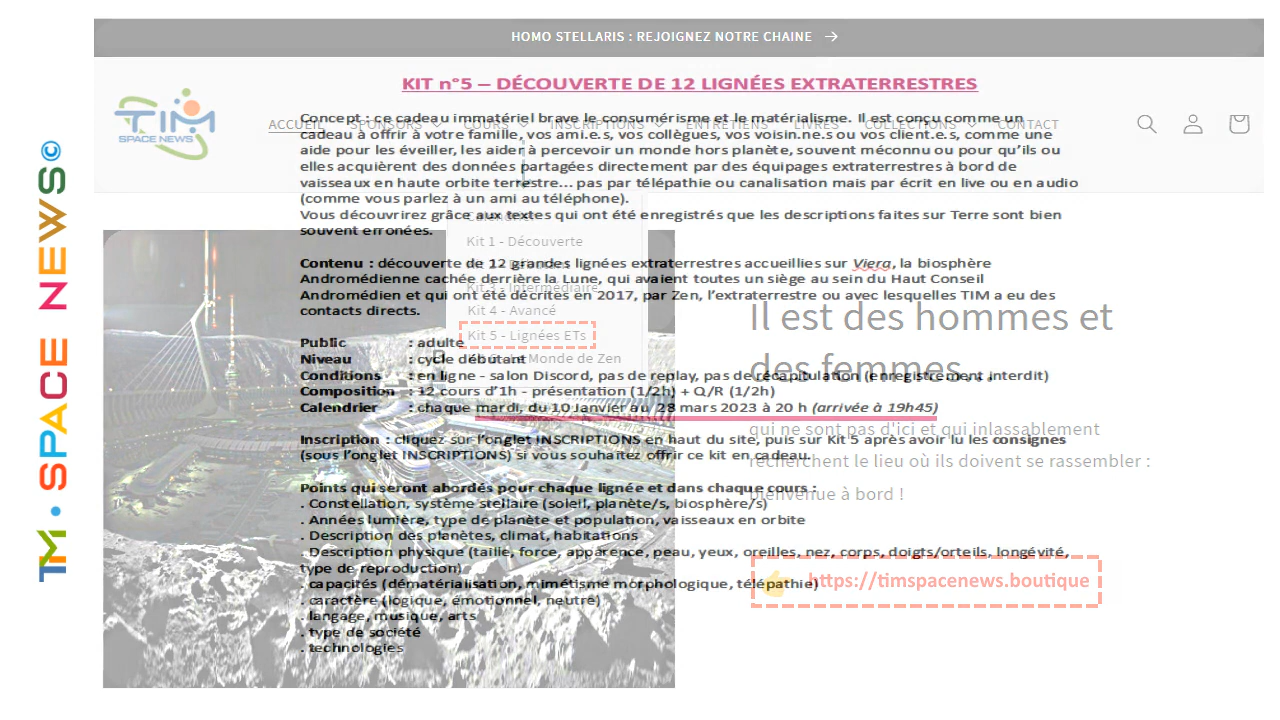 HOMO STELLARIS : REJOIGNEZ NOTRE CHAINE →
TIM
SPACE NEWS
ACCUEIL SPONSORS COURS INSCRIPTIONS ENTRETIENS LIVRES COLLECTIONS CONTACT
TIM • SPACE NEWS©
KIT n°5 – DÉCOUVERTE DE 12 LIGNÉES EXTRATERRESTRES
Concept : ce cadeau immatériel brave le consumérisme et le matérialisme. Il est conçu comme un
cadeau à offrir à votre famille, vos ami.e.s, vos collègues, vos voisin.ne.s ou vos client.e.s, comme une
aide pour les éveiller, les aider à percevoir un monde hors planète, souvent méconnu ou pour qu’ils ou
elles acquièrent des données partagées directement par des équipages extraterrestres à bord de
vaisseaux en haute orbite terrestre… pas par télépathie ou canalisation mais par écrit en live ou en audio
(comme vous parlez à un ami au téléphone).
Vous découvrirez grâce aux textes qui ont été enregistrés que les descriptions faites sur Terre sont bien
souvent erronées.
Contenu : découverte de 12 grandes lignées extraterrestres accueillies sur Viera, la biosphère
Andromédienne cachée derrière la Lune, qui avaient toutes un siège au sein du Haut Conseil
Andromédien et qui ont été décrites en 2017, par Zen, l’extraterrestre ou avec lesquelles TIM a eu des
contacts directs.
Public : adulte
Niveau : cycle débutant
Conditions : en ligne - salon Discord, pas de replay, pas de récapitulation (enregistrement interdit)
Composition : 12 cours d’1h - présentation (1/2h) + Q/R (1/2h)
Calendrier : chaque mardi, du 10 Janvier au 28 mars 2023 à 20 h (arrivée à 19h45)
Inscription : cliquez sur l’onglet INSCRIPTIONS en haut du site, puis sur Kit 5 après avoir lu les consignes
(sous l’onglet INSCRIPTIONS) si vous souhaitez offrir ce kit en cadeau.
Points qui seront abordés pour chaque lignée et dans chaque cours :
. Constellation, système stellaire (soleil, planète/s, biosphère/s)
. Années lumière, type de planète et population, vaisseaux en orbite
. Description des planètes, climat, habitations
. Description physique (taille, force, apparence, peau, yeux, oreilles, nez, corps, doigts/orteils, longévité,
type de reproduction)
. capacités (dématérialisation, mimétisme morphologique, télépathie)
. caractère (logique, émotionnel, neutre)
. langage, musique, arts
. type de société
. technologies
Calendrier
Kit 1 - Découverte
Kit 2 - Débutant
Kit 3 - Intermédiaire
Kit 4 - Avancé
Kit 5 - Lignées ETs
Monde de Zen
Il est des hommes et
des femmes...
qui ne sont pas d'ici et qui inlassablement
recherchent le lieu où ils doivent se rassembler :
bienvenue à bord !
👉 https://timspacenews.boutique